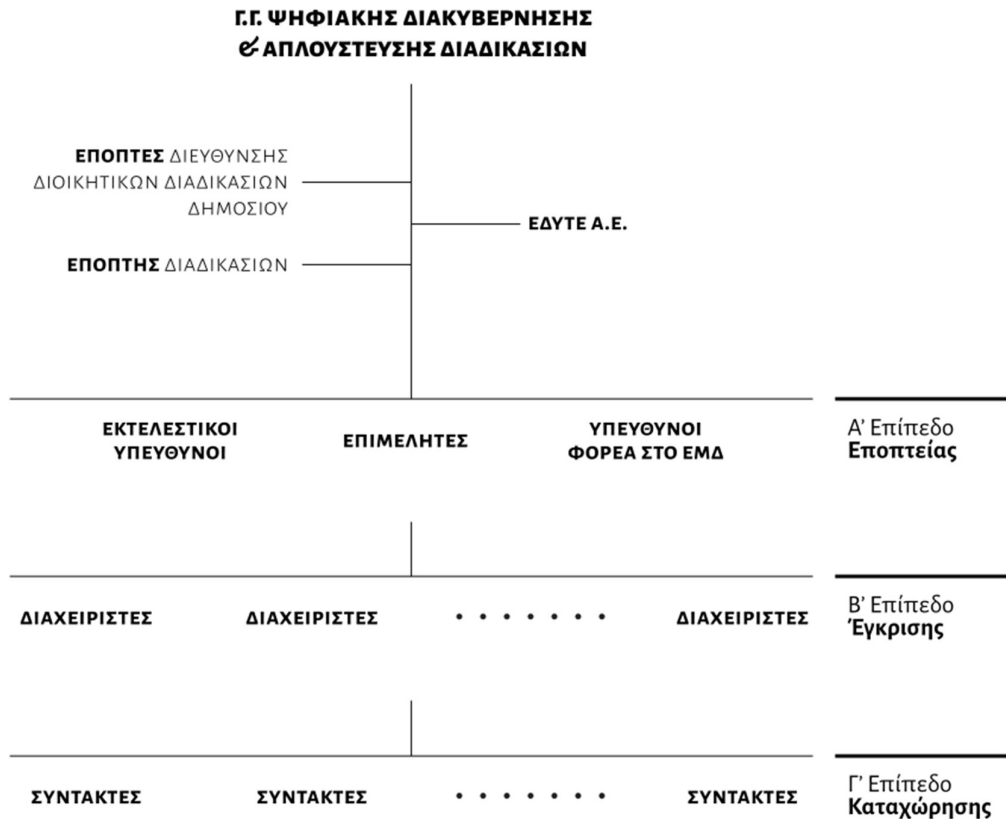 Γ.Γ. ΨΗΦΙΑΚΗΣ ΔΙΑΚΥΒΕΡΝΗΣΗΣ
& ΑΠΛΟΥΣΤΕΥΣΗΣ ΔΙΑΔΙΚΑΣΙΩΝ
ΕΠΟΠΤΕΣ ΔΙΕΥΘΥΝΣΗΣ
ΔΙΟΙΚΗΤΙΚΩΝ ΔΙΑΔΙΚΑΣΙΩΝ
ΔΗΜΟΣΙΟΥ
ΕΔΥΤΕ Α.Ε.
ΕΠΟΠΤΗΣ ΔΙΑΔΙΚΑΣΙΩΝ
ΕΚΤΕΛΕΣΤΙΚΟΙ
ΥΠΕΥΘΥΝΟΙ
ΕΠΙΜΕΛΗΤΕΣ
ΥΠΕΥΘΥΝΟΙ
ΦΟΡΕΑ ΣΤΟ ΕΜΔ
Α' Επίπεδο
Εποπτείας
ΔΙΑΧΕΙΡΙΣΤΕΣ ΔΙΑΧΕΙΡΙΣΤΕΣ . . . . . . . ΔΙΑΧΕΙΡΙΣΤΕΣ
Β' Επίπεδο
Έγκρισης
ΣΥΝΤΑΚΤΕΣ ΣΥΝΤΑΚΤΕΣ . . . . . . . ΣΥΝΤΑΚΤΕΣ
Γ' Επίπεδο
Καταχώρησης